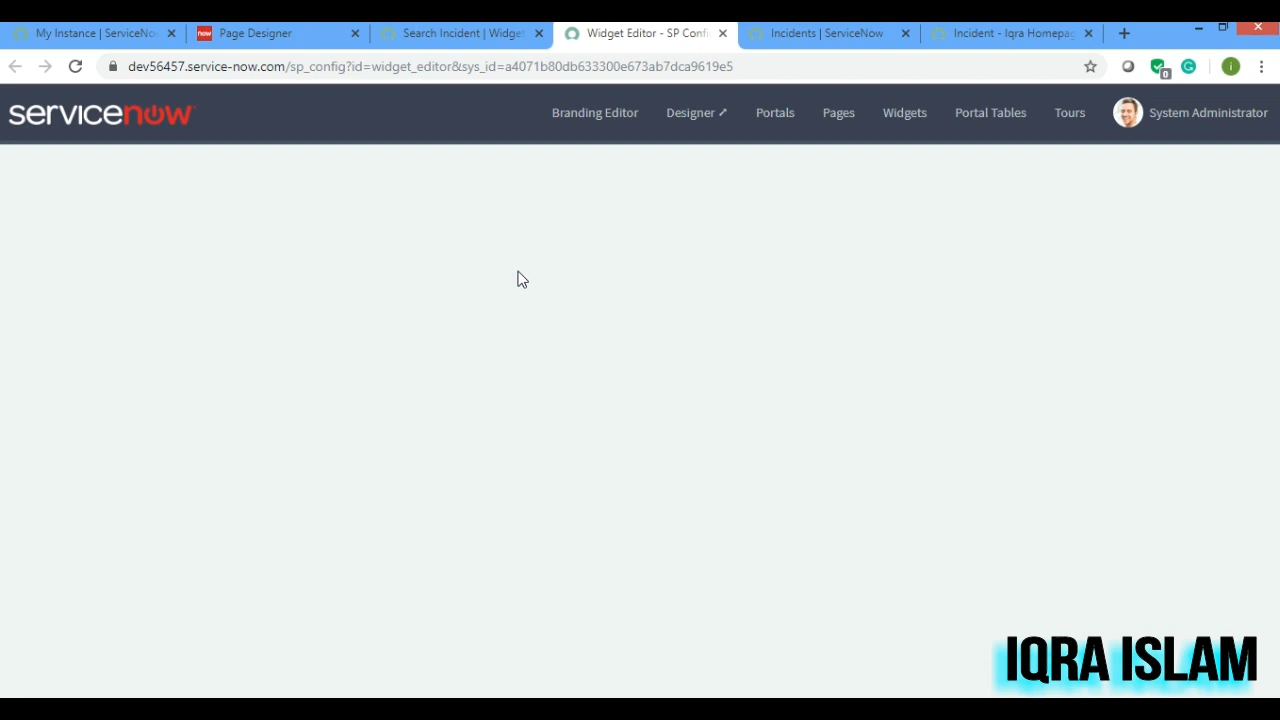 My Instance | ServiceNo
Page Designer
Search Incident | Widget
Widget Editor - SP Confi
Incidents | ServiceNow
Incident - Iqra Homepag
dev56457.service-now.com/sp_config?id=widget_editor&sys_id=a4071b80db633300e673ab7dca9619e5
0
i
servicenow
Branding Editor
Designer
Portals
Pages
Widgets
Portal Tables
Tours
System Administrator
IQRA ISLAM